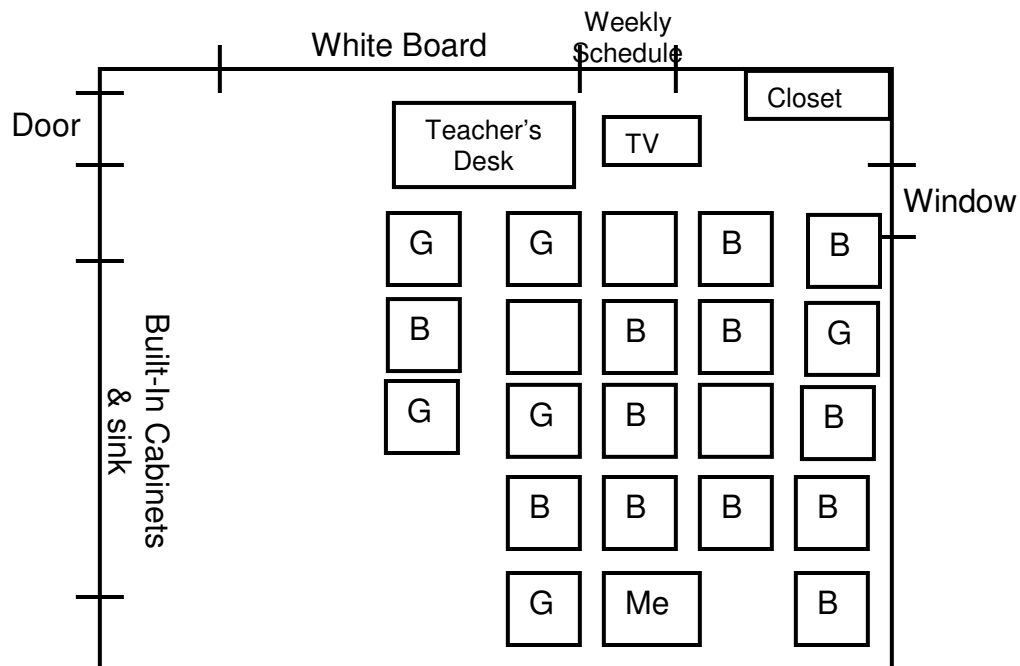 Weekly
Schedule
White Board
Closet
Door
Teacher's
Desk
TV
Window
G G B B
B B B G
G G B B
B B B B
G Me B
Built-In Cabinets
& sink